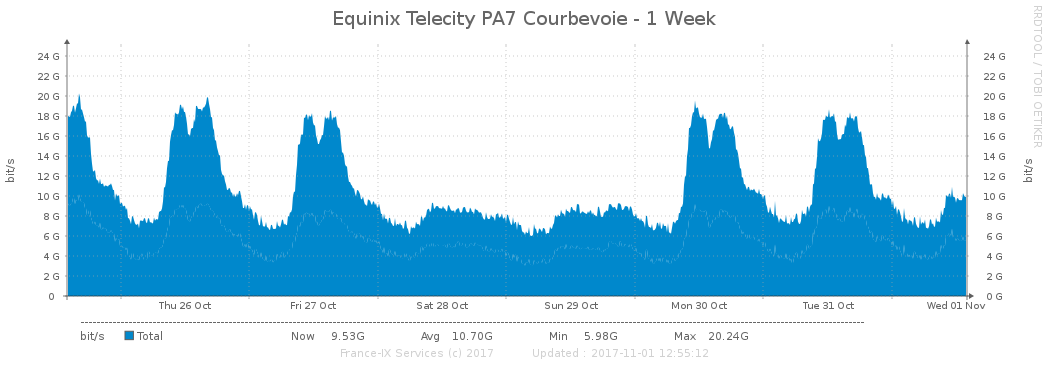 Equinix Telecity PA7 Courbevoie - 1 Week
RRDTOOL / TOBI OETIKER
24 G 24 G
22 G 22 G
20 G 20 G
18 G 18 G
16 G 16 G
14 G 14 G
12 G 12 G
10 G 10 G
8 G 8 G
6 G 6 G
4 G 4 G
2 G 2 G
0 0 G
bit/s
bit/s
Thu 26 Oct Fri 27 Oct Sat 28 Oct Sun 29 Oct Mon 30 Oct Tue 31 Oct Wed 01 Nov
bit/s Total Now 9.53G Avg 10.70G Min 5.98G Max 20.24G
France-IX Services (c) 2017 Updated : 2017-11-01 12:55:12